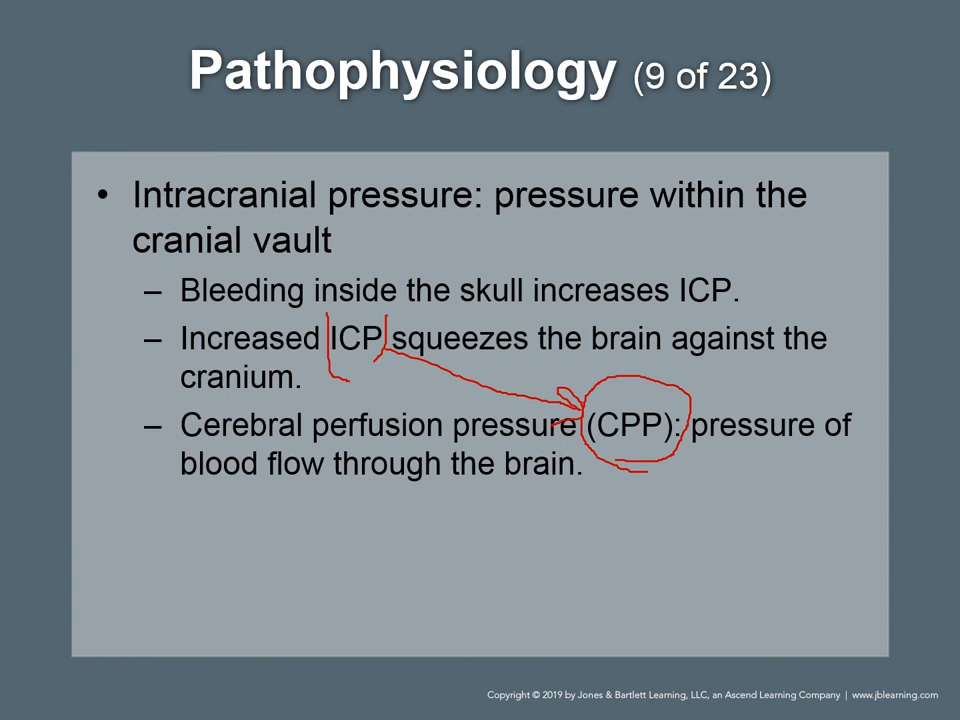 Pathophysiology (9 of 23)
• Intracranial pressure: pressure within the
cranial vault
– Bleeding inside the skull increases ICP.
– Increased ICP squeezes the brain against the
cranium.
– Cerebral perfusion pressure (CPP): pressure of
blood flow through the brain.
Copyright © 2019 by Jones & Bartlett Learning, LLC, an Ascend Learning Company | www.jblearning.com